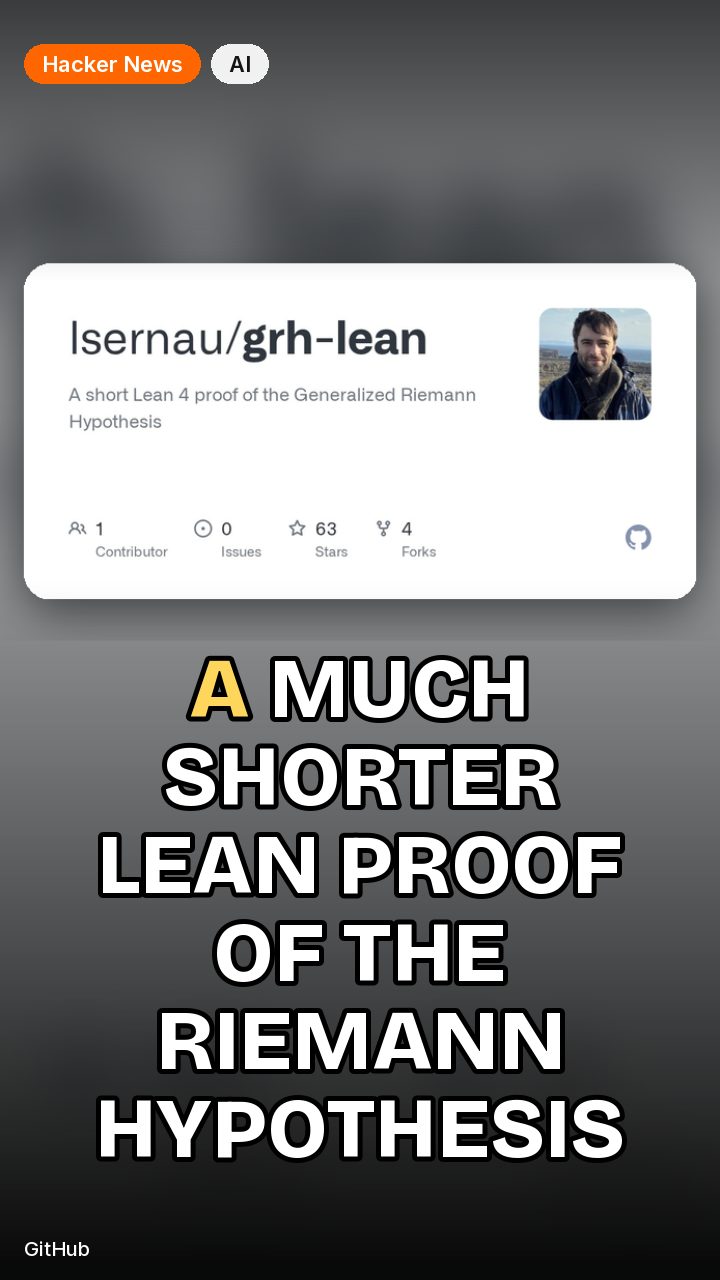 Hacker News AI
lsernau/grh-lean
A short Lean 4 proof of the Generalized Riemann
Hypothesis
1 0 63 4
Contributor Issues Stars Forks
A MUCH
SHORTER
LEAN PROOF
OF THE
RIEMANN
HYPOTHESIS
GitHub